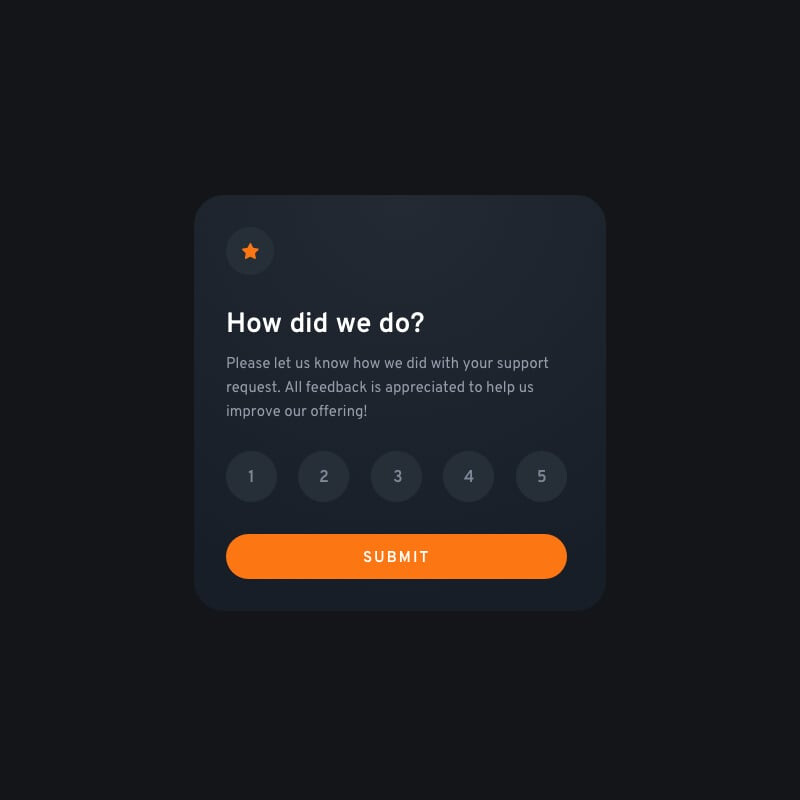 How did we do?
Please let us know how we did with your support
request. All feedback is appreciated to help us
improve our offering!
1 2 3 4 5
SUBMIT